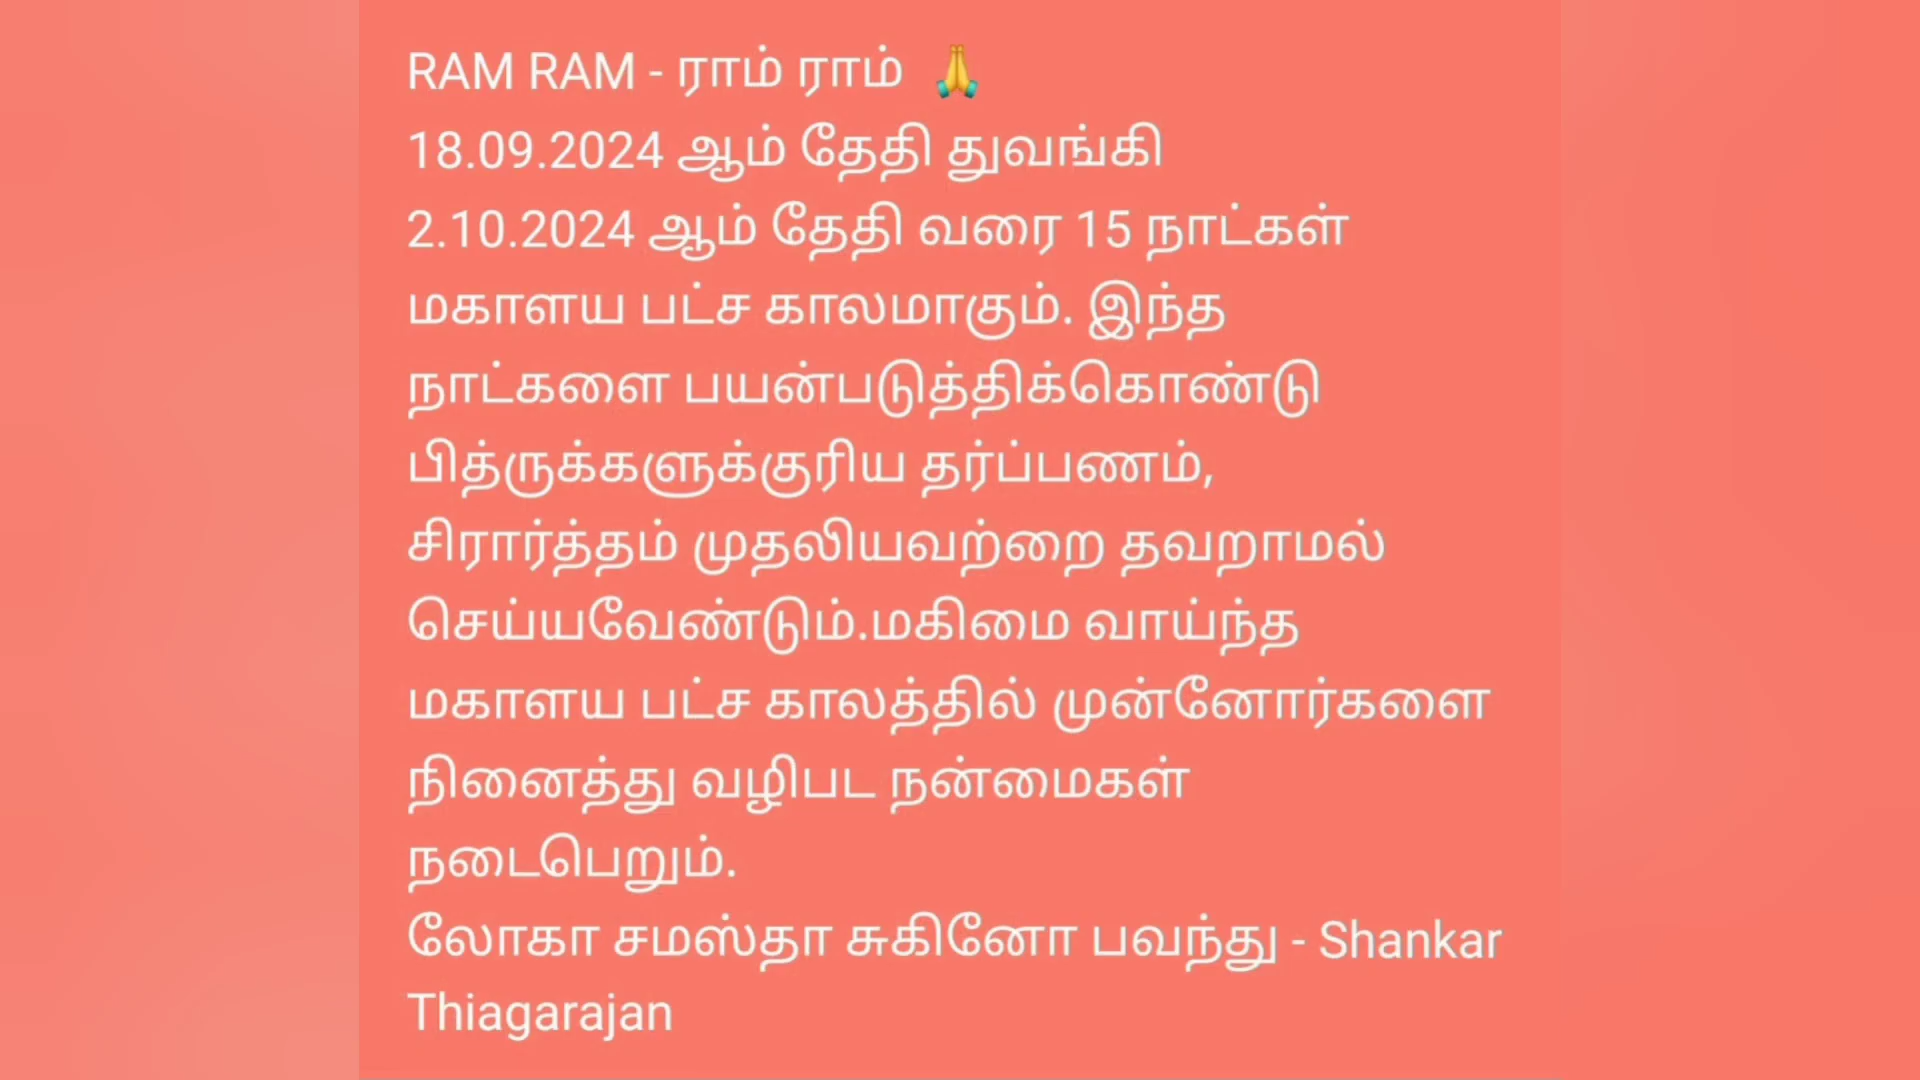 RAM RAM - ராம் ராம் 🙏
18.09.2024 ஆம் தேதி துவங்கி
2.10.2024 ஆம் தேதி வரை 15 நாட்கள்
மகாளய பட்ச காலமாகும். இந்த
நாட்களை பயன்படுத்திக்கொண்டு
பித்ருக்களுக்குரிய தர்ப்பணம்,
சிரார்த்தம் முதலியவற்றை தவறாமல்
செய்யவேண்டும்.மகிமை வாய்ந்த
மகாளய பட்ச காலத்தில் முன்னோர்களை
நினைத்து வழிபட நன்மைகள்
நடைபெறும்.
லோகா சமஸ்தா சுகினோ பவந்து - Shankar
Thiagarajan